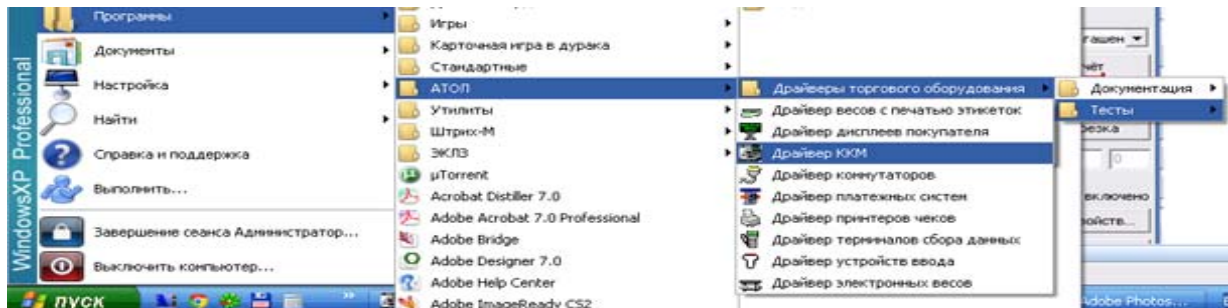 WindowsXP Professional
Программы
Документы
Настройка
Найти
Справка и поддержка
Выполнить...
Завершение сеанса Администратор...
Выключить компьютер...
пуск
Игры
Карточная игра в дурака
Стандартные
АТОЛ
Утилиты
Штрих-М
ЭКЛЗ
µTorrent
Acrobat Distiller 7.0
Adobe Acrobat 7.0 Professional
Adobe Bridge
Adobe Designer 7.0
Adobe Help Center
Adobe ImageReady CS2
Драйверы торгового оборудования
Драйвер весов с печатью этикеток
Драйвер дисплеев покупателя
Драйвер ККМ
Драйвер коммутаторов
Драйвер платежных систем
Драйвер принтеров чеков
Драйвер терминалов сбора данных
Драйвер устройств ввода
Драйвер электронных весов
Документация
Тесты
включено
Adobe Photos...